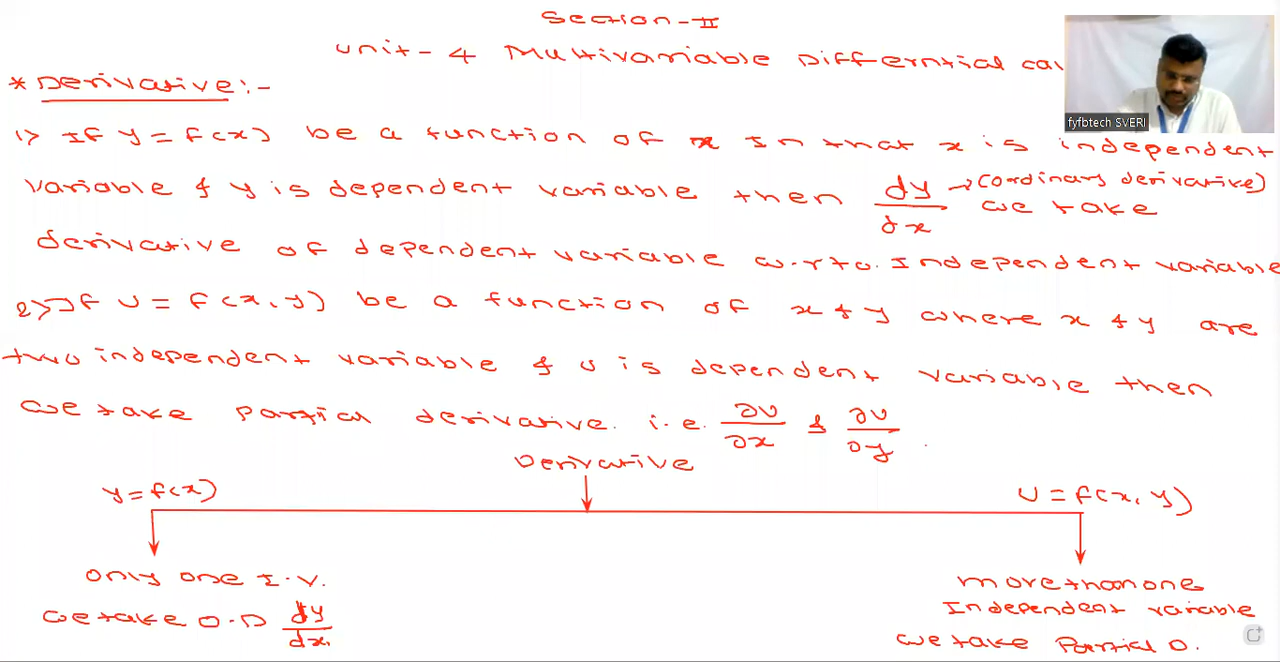 Section-II
Unit-4 Multivariable Differntial cal
* Derivative:-
1) If y = f(x) be a function of x In that x is independent
variable & y is dependent variable then dy/dx → (ordinary derivative) we take
derivative of dependent variable w.r.to. Independent variable
2) If u = f(x, y) be a function of x & y where x & y are
two independent variable & u is dependent variable then
we take partial derivative. i.e. ∂u/∂x & ∂u/∂y.
Derivative
y = f(x)
u = f(x, y)
only one I.V.
we take O.D dy/dx.
more than one
Independent variable
we take Partial D.
fyfbtech SVERI